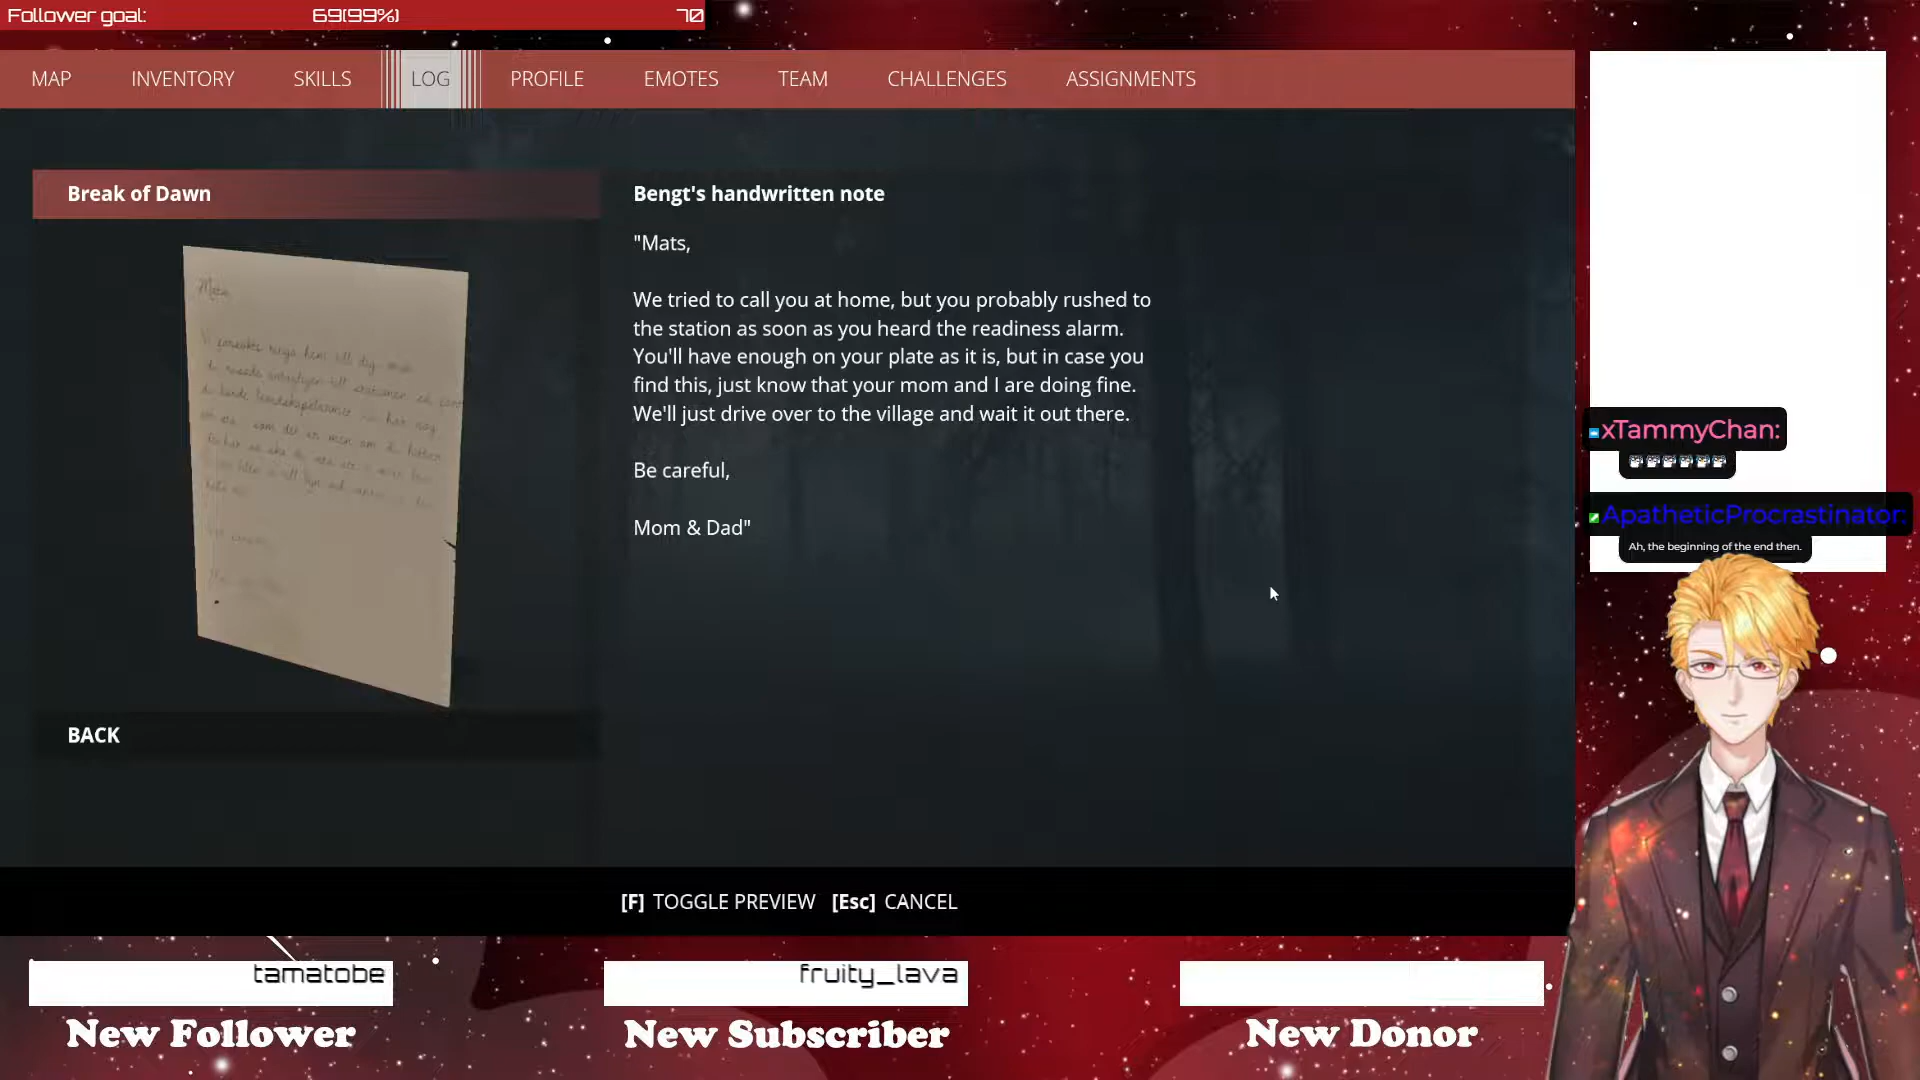 Follower goal: 69(99%) 70
MAP INVENTORY SKILLS LOG PROFILE EMOTES TEAM CHALLENGES ASSIGNMENTS
Break of Dawn
Bengt's handwritten note
"Mats,
We tried to call you at home, but you probably rushed to
the station as soon as you heard the readiness alarm.
You'll have enough on your plate as it is, but in case you
find this, just know that your mom and I are doing fine.
We'll just drive over to the village and wait it out there.
Be careful,
Mom & Dad"
BACK
[F] TOGGLE PREVIEW [Esc] CANCEL
xTammyChan:
ApatheticProcrastinator:
Ah, the beginning of the end then.
tamatobe
New Follower
fruity_lava
New Subscriber
New Donor